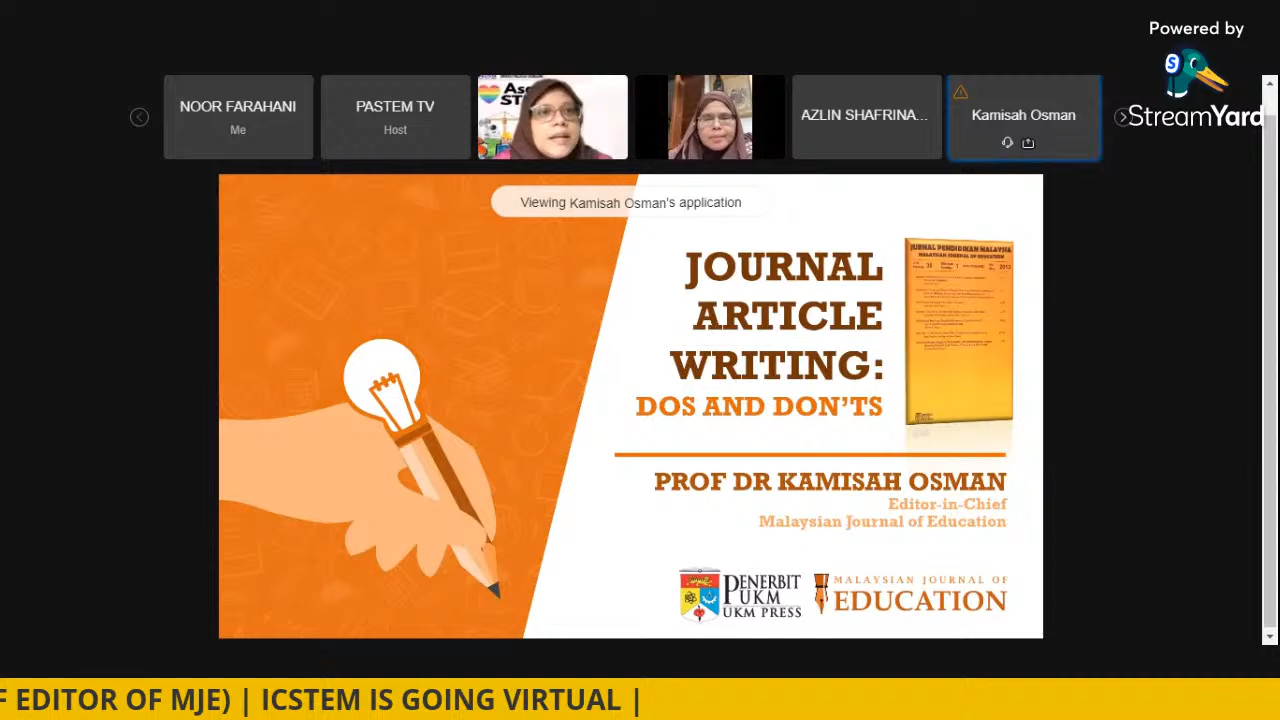 Powered by
StreamYard
NOOR FARAHANI
Me
PASTEM TV
Host
AZLIN SHAFRINA...
Kamisah Osman
Viewing Kamisah Osman's application
JOURNAL
ARTICLE
WRITING:
DOS AND DON'TS
JURNAL PENDIDIKAN MALAYSIA
MALAYSIAN JOURNAL OF EDUCATION
PROF DR KAMISAH OSMAN
Editor-in-Chief
Malaysian Journal of Education
PENERBIT
UKM
UKM PRESS
MALAYSIAN JOURNAL OF
EDUCATION
F EDITOR OF MJE) | ICSTEM IS GOING VIRTUAL |